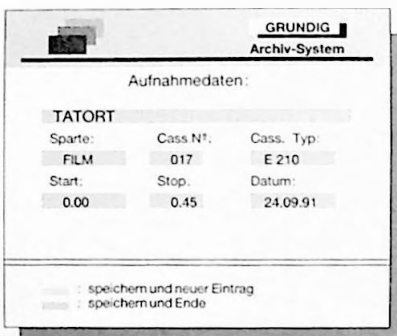 GRUNDIG
Archiv-System
Aufnahmedaten:
TATORT
Sparte: Cass Nº. Cass. Typ:
FILM 017 E 210
Start: Stop. Datum:
0.00 0.45 24.09.91
: speichern und neuer Eintrag
: speichern und Ende